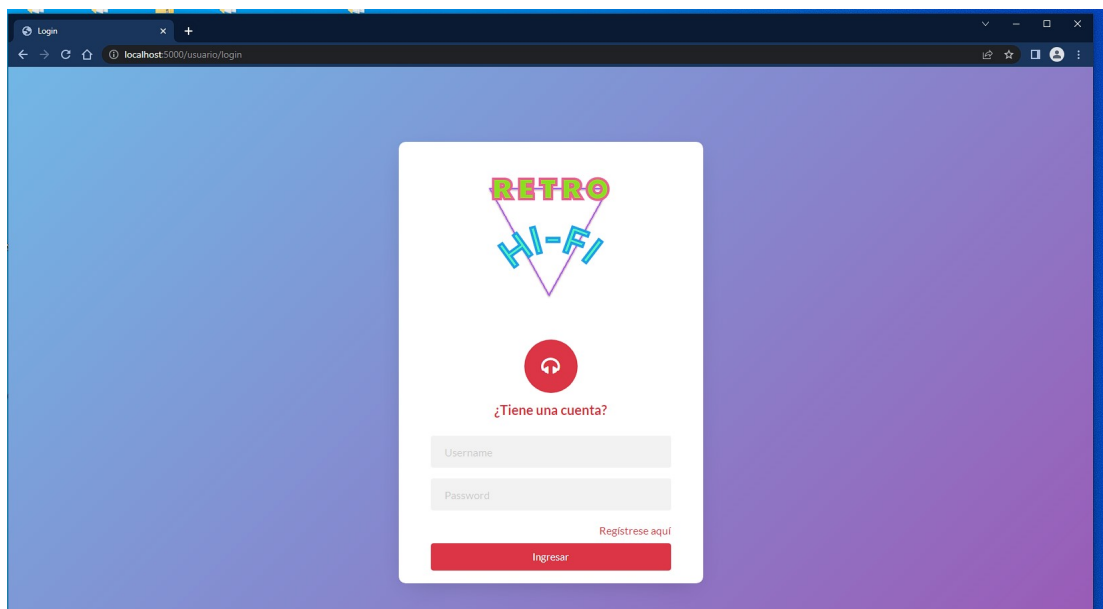 Login
localhost:5000/usuario/login
RETRO
HI-FI
¿Tiene una cuenta?
Username
Password
Regístrese aquí
Ingresar